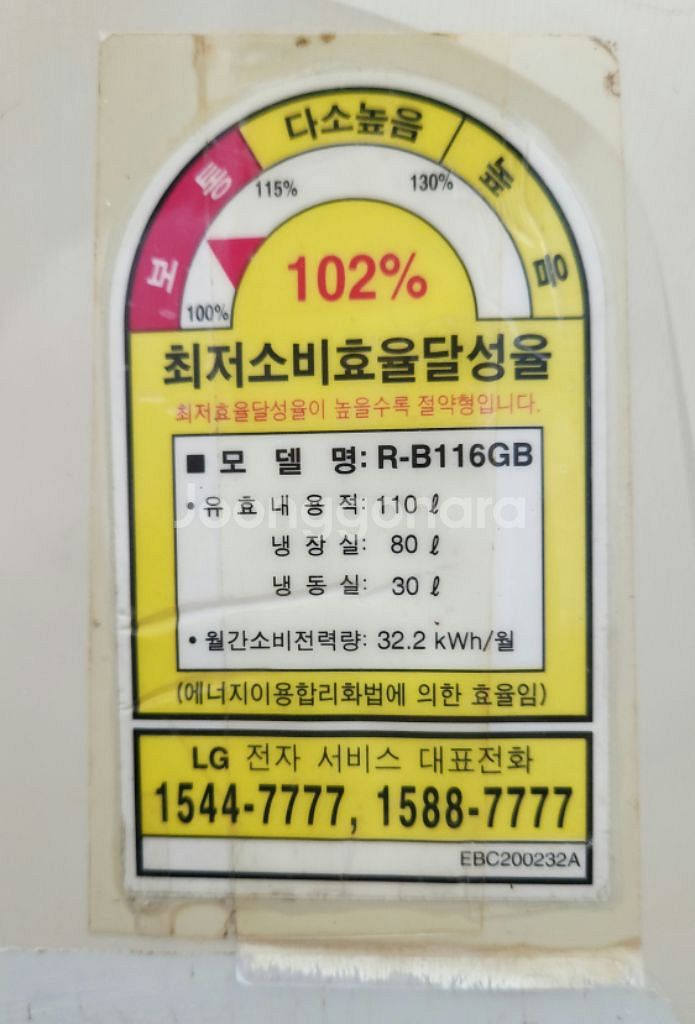 다소높음
보통
높음
115%
130%
100%
102%
최저소비효율달성율
최저효율달성율이 높을수록 절약형입니다.
■ 모 델 명: R-B116GB
• 유 효 내 용 적: 110 ℓ
냉 장 실: 80 ℓ
냉 동 실: 30 ℓ
Joonggonara
• 월간소비전력량: 32.2 kWh/월
(에너지이용합리화법에 의한 효율임)
LG 전자 서비스 대표전화
1544-7777, 1588-7777
EBC200232A